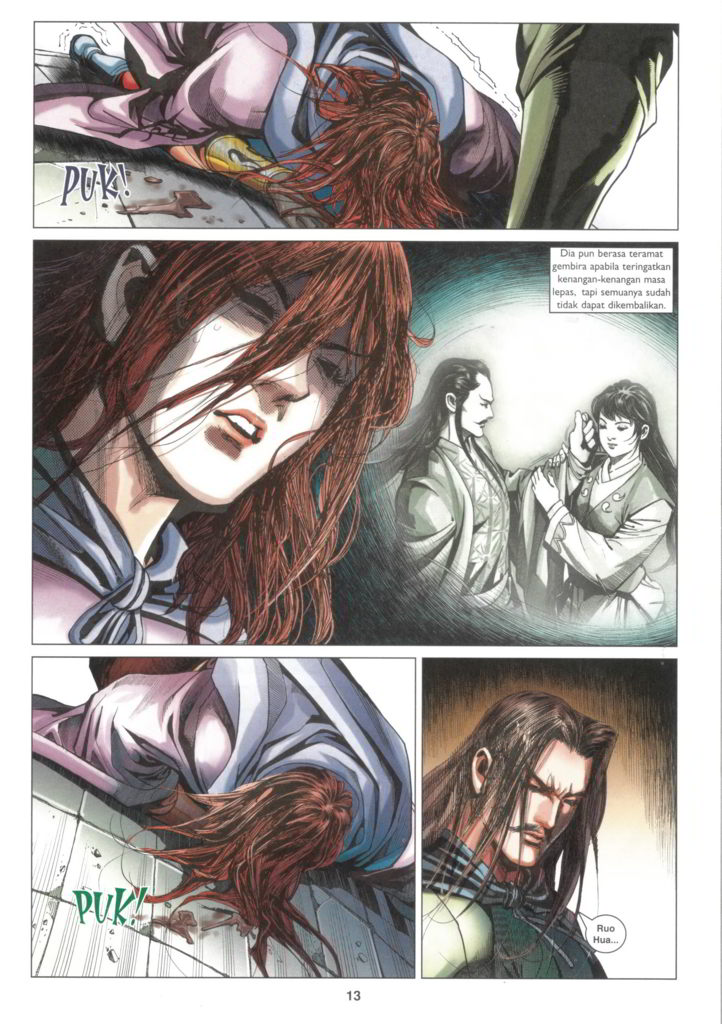 PUK!
Dia pun berasa teramat
gembira apabila teringatkan
kenangan-kenangan masa
lepas, tapi semuanya sudah
tidak dapat dikembalikan.
PUK!
Ruo
Hua...
13